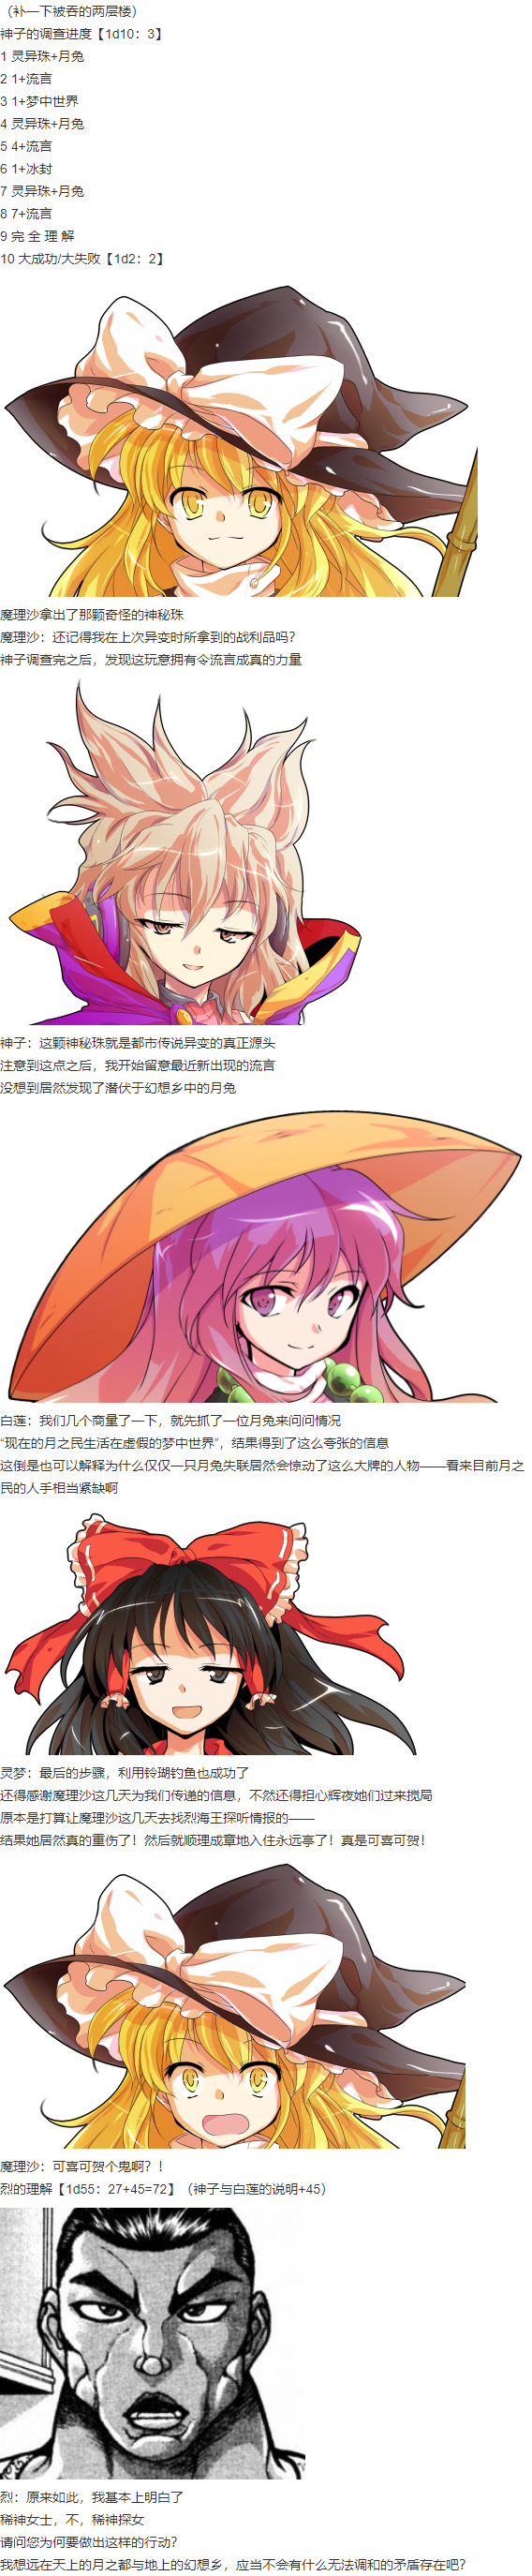 （补一下被吞的两层楼）
神子的调查进度【1d10：3】
1 灵异珠+月兔
2 1+流言
3 1+梦中世界
4 灵异珠+月兔
5 4+流言
6 1+冰封
7 灵异珠+月兔
8 7+流言
9 完 全 理 解
10 大成功/大失败【1d2：2】
魔理沙拿出了那颗奇怪的神秘珠
魔理沙：还记得我在上次异变时所拿到的战利品吗？
神子调查完之后，发现这玩意拥有令流言成真的力量
神子：这颗神秘珠就是都市传说异变的真正源头
注意到这点之后，我开始留意最近新出现的流言
没想到居然发现了潜伏于幻想乡中的月兔
白莲：我们几个商量了一下，就先抓了一位月兔来问问情况
“现在的月之民生活在虚假的梦中世界”，结果得到了这么夸张的信息
这倒是也可以解释为什么仅仅一只月兔失联居然会惊动了这么大牌的人物——看来目前月之
民的人手相当紧缺啊
灵梦：最后的步骤，利用铃瑚钓鱼也成功了
还得感谢魔理沙这几天为我们传递的信息，不然还得担心辉夜她们过来搅局
原本是打算让魔理沙这几天去找烈海王探听情报的——
结果她居然真的重伤了！然后就顺理成章地入住永远亭了！真是可喜可贺！
魔理沙：可喜可贺个鬼啊？！
烈的理解【1d55：27+45=72】（神子与白莲的说明+45）
烈：原来如此，我基本上明白了
稀神女士，不，稀神探女
请问您为何要做出这样的行动？
我想远在天上的月之都与地上的幻想乡，应当不会有什么无法调和的矛盾存在吧？